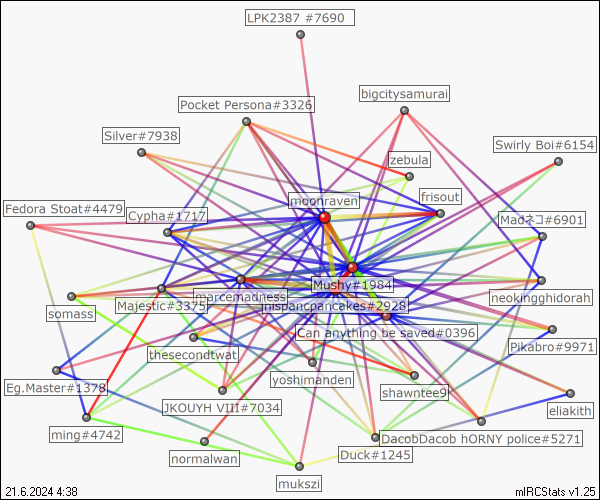 LPK2387 #7690
bigcitysamurai
Pocket Persona#3326
Silver#7938
Swirly Boi#6154
zebula
frisout
moonraven
Fedora Stoat#4479
Cypha#1717
Madネコ#6901
Mushy#1984
marcemadness
neokingghidorah
Majestic#3375
hispanicpancakes#2928
somass
Can anything be saved#0396
Pikabro#9971
thesecondtwat
yoshimanden
Eg.Master#1378
shawntee9
eliakith
JKOUYH VIII#7034
ming#4742
DacobDacob hORNY police#5271
Duck#1245
normalwan
mukszi
21.6.2024 4:38
mIRCStats v1.25